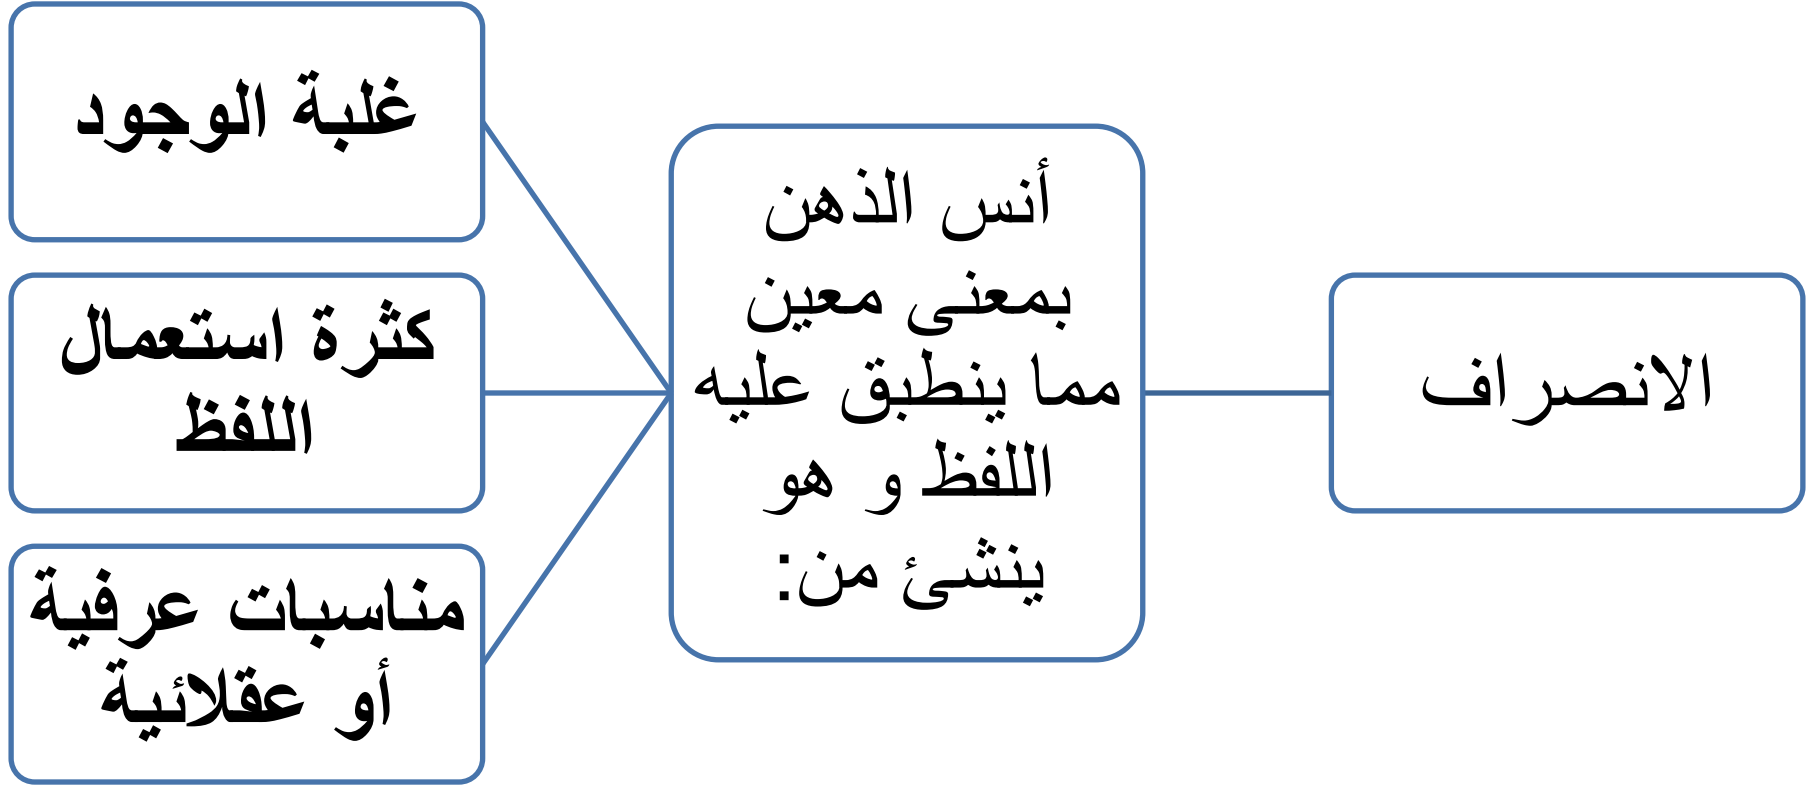 الانصراف
أنس الذهن
بمعنى معين
مما ينطبق عليه
اللفظ و هو
ينشئ من:
غلبة الوجود
كثرة استعمال
اللفظ
مناسبات عرفية
أو عقلائية